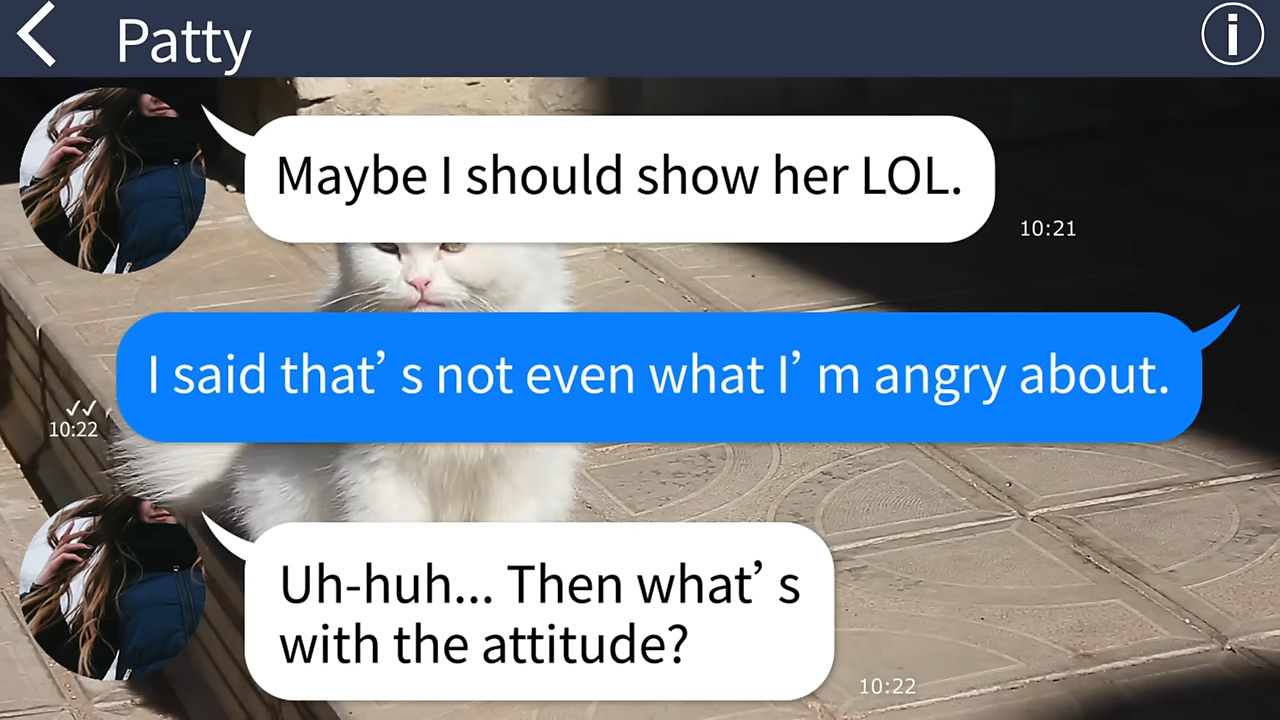 Patty
Maybe I should show her LOL.
10:21
I said that’s not even what I’m angry about.
10:22
Uh-huh... Then what’s
with the attitude?
10:22